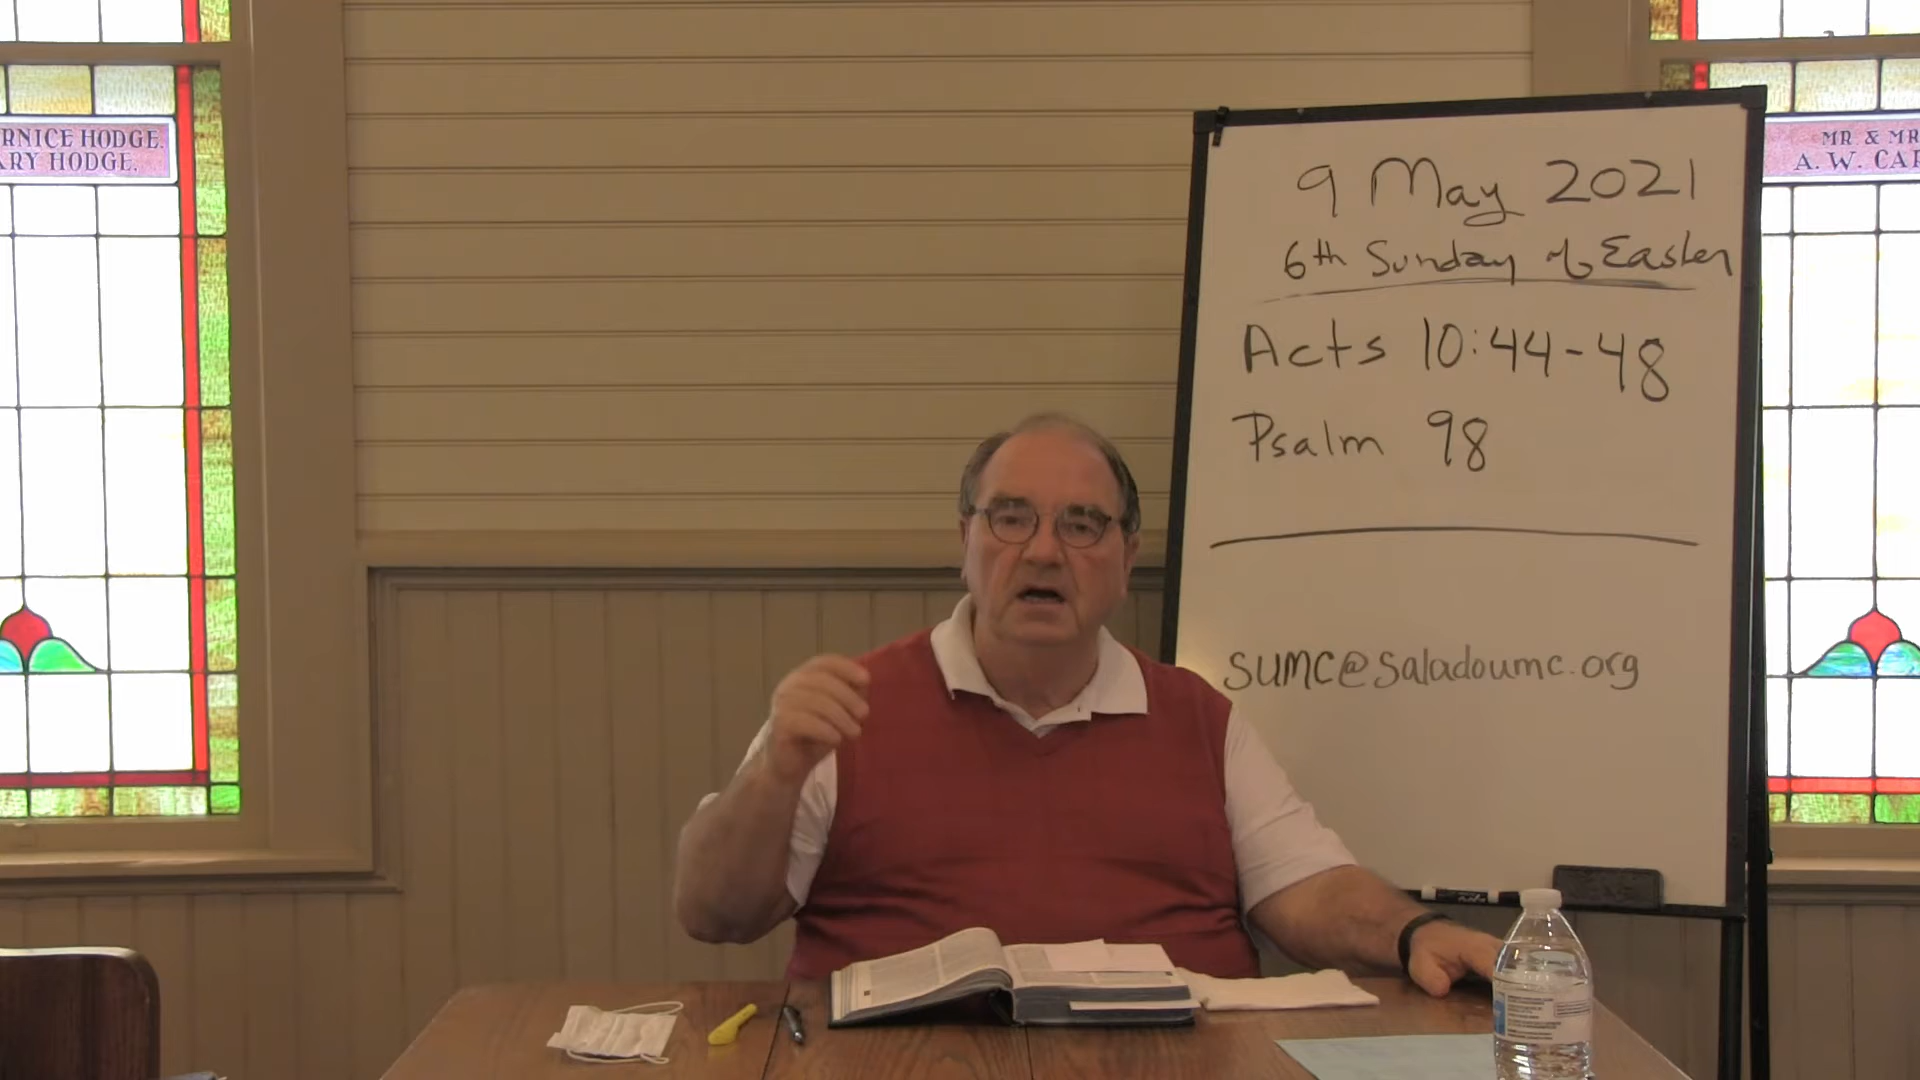 RNICE HODGE.
ARY HODGE.
9 May 2021
6th Sunday of Easter
Acts 10:44-48
Psalm 98
SUMC@saladoumc.org
MR. & MR
A. W. CAR